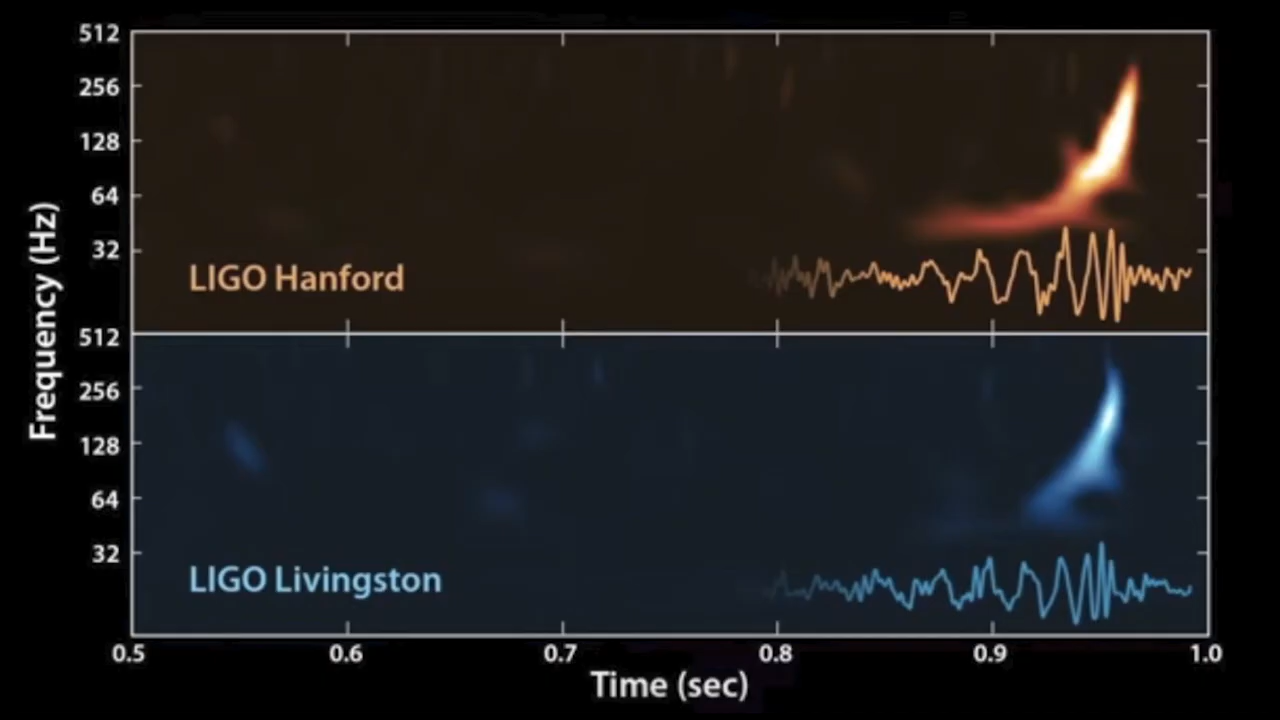 Frequency (Hz)
512
256
128
64
32
LIGO Hanford
512
256
128
64
32
LIGO Livingston
0.5 0.6 0.7 0.8 0.9 1.0
Time (sec)